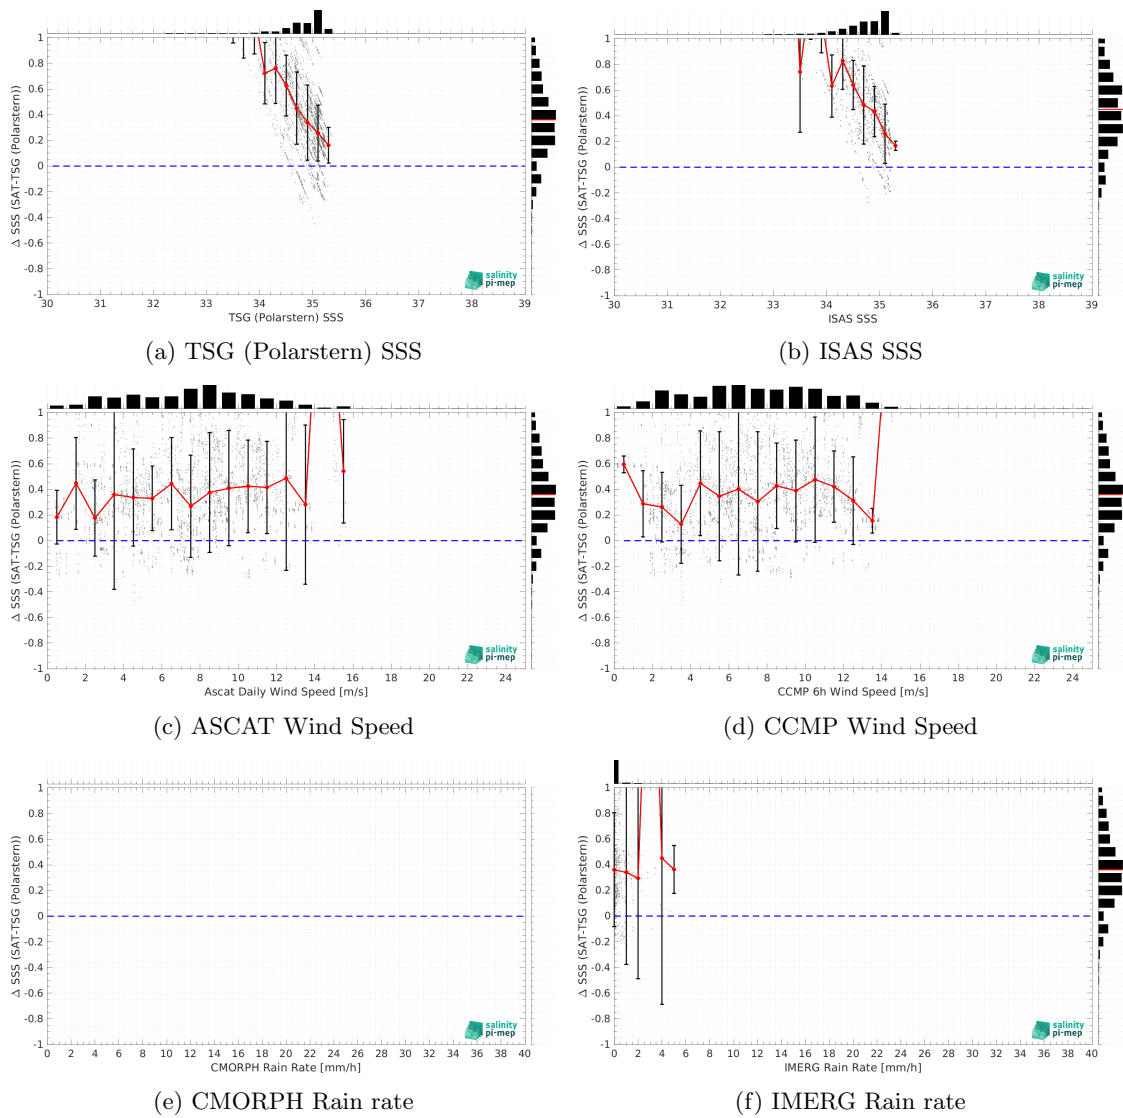 1
0.8
0.6
0.4
0.2
0
-0.2
-0.4
-0.6
-0.8
-1
Δ SSS (SAT-TSG (Polarstern))
30 31 32 33 34 35 36 37 38 39
TSG (Polarstern) SSS
salinity
pi-mep
(a) TSG (Polarstern) SSS
1
0.8
0.6
0.4
0.2
0
-0.2
-0.4
-0.6
-0.8
-1
Δ SSS (SAT-TSG (Polarstern))
30 31 32 33 34 35 36 37 38 39
ISAS SSS
salinity
pi-mep
(b) ISAS SSS
1
0.8
0.6
0.4
0.2
0
-0.2
-0.4
-0.6
-0.8
-1
Δ SSS (SAT-TSG (Polarstern))
0 2 4 6 8 10 12 14 16 18 20 22 24
Ascat Daily Wind Speed [m/s]
salinity
pi-mep
(c) ASCAT Wind Speed
1
0.8
0.6
0.4
0.2
0
-0.2
-0.4
-0.6
-0.8
-1
Δ SSS (SAT-TSG (Polarstern))
0 2 4 6 8 10 12 14 16 18 20 22 24
CCMP 6h Wind Speed [m/s]
salinity
pi-mep
(d) CCMP Wind Speed
0.8
0.6
0.4
0.2
0
-0.2
-0.4
-0.6
-0.8
-1
Δ SSS (SAT-TSG (Polarstern))
0 2 4 6 8 10 12 14 16 18 20 22 24 26 28 30 32 34 36 38 40
CMORPH Rain Rate [mm/h]
salinity
pi-mep
(e) CMORPH Rain rate
0.8
0.6
0.4
0.2
0
-0.2
-0.4
-0.6
-0.8
-1
Δ SSS (SAT-TSG (Polarstern))
0 2 4 6 8 10 12 14 16 18 20 22 24 26 28 30 32 34 36 38 40
IMERG Rain Rate [mm/h]
salinity
pi-mep
(f) IMERG Rain rate